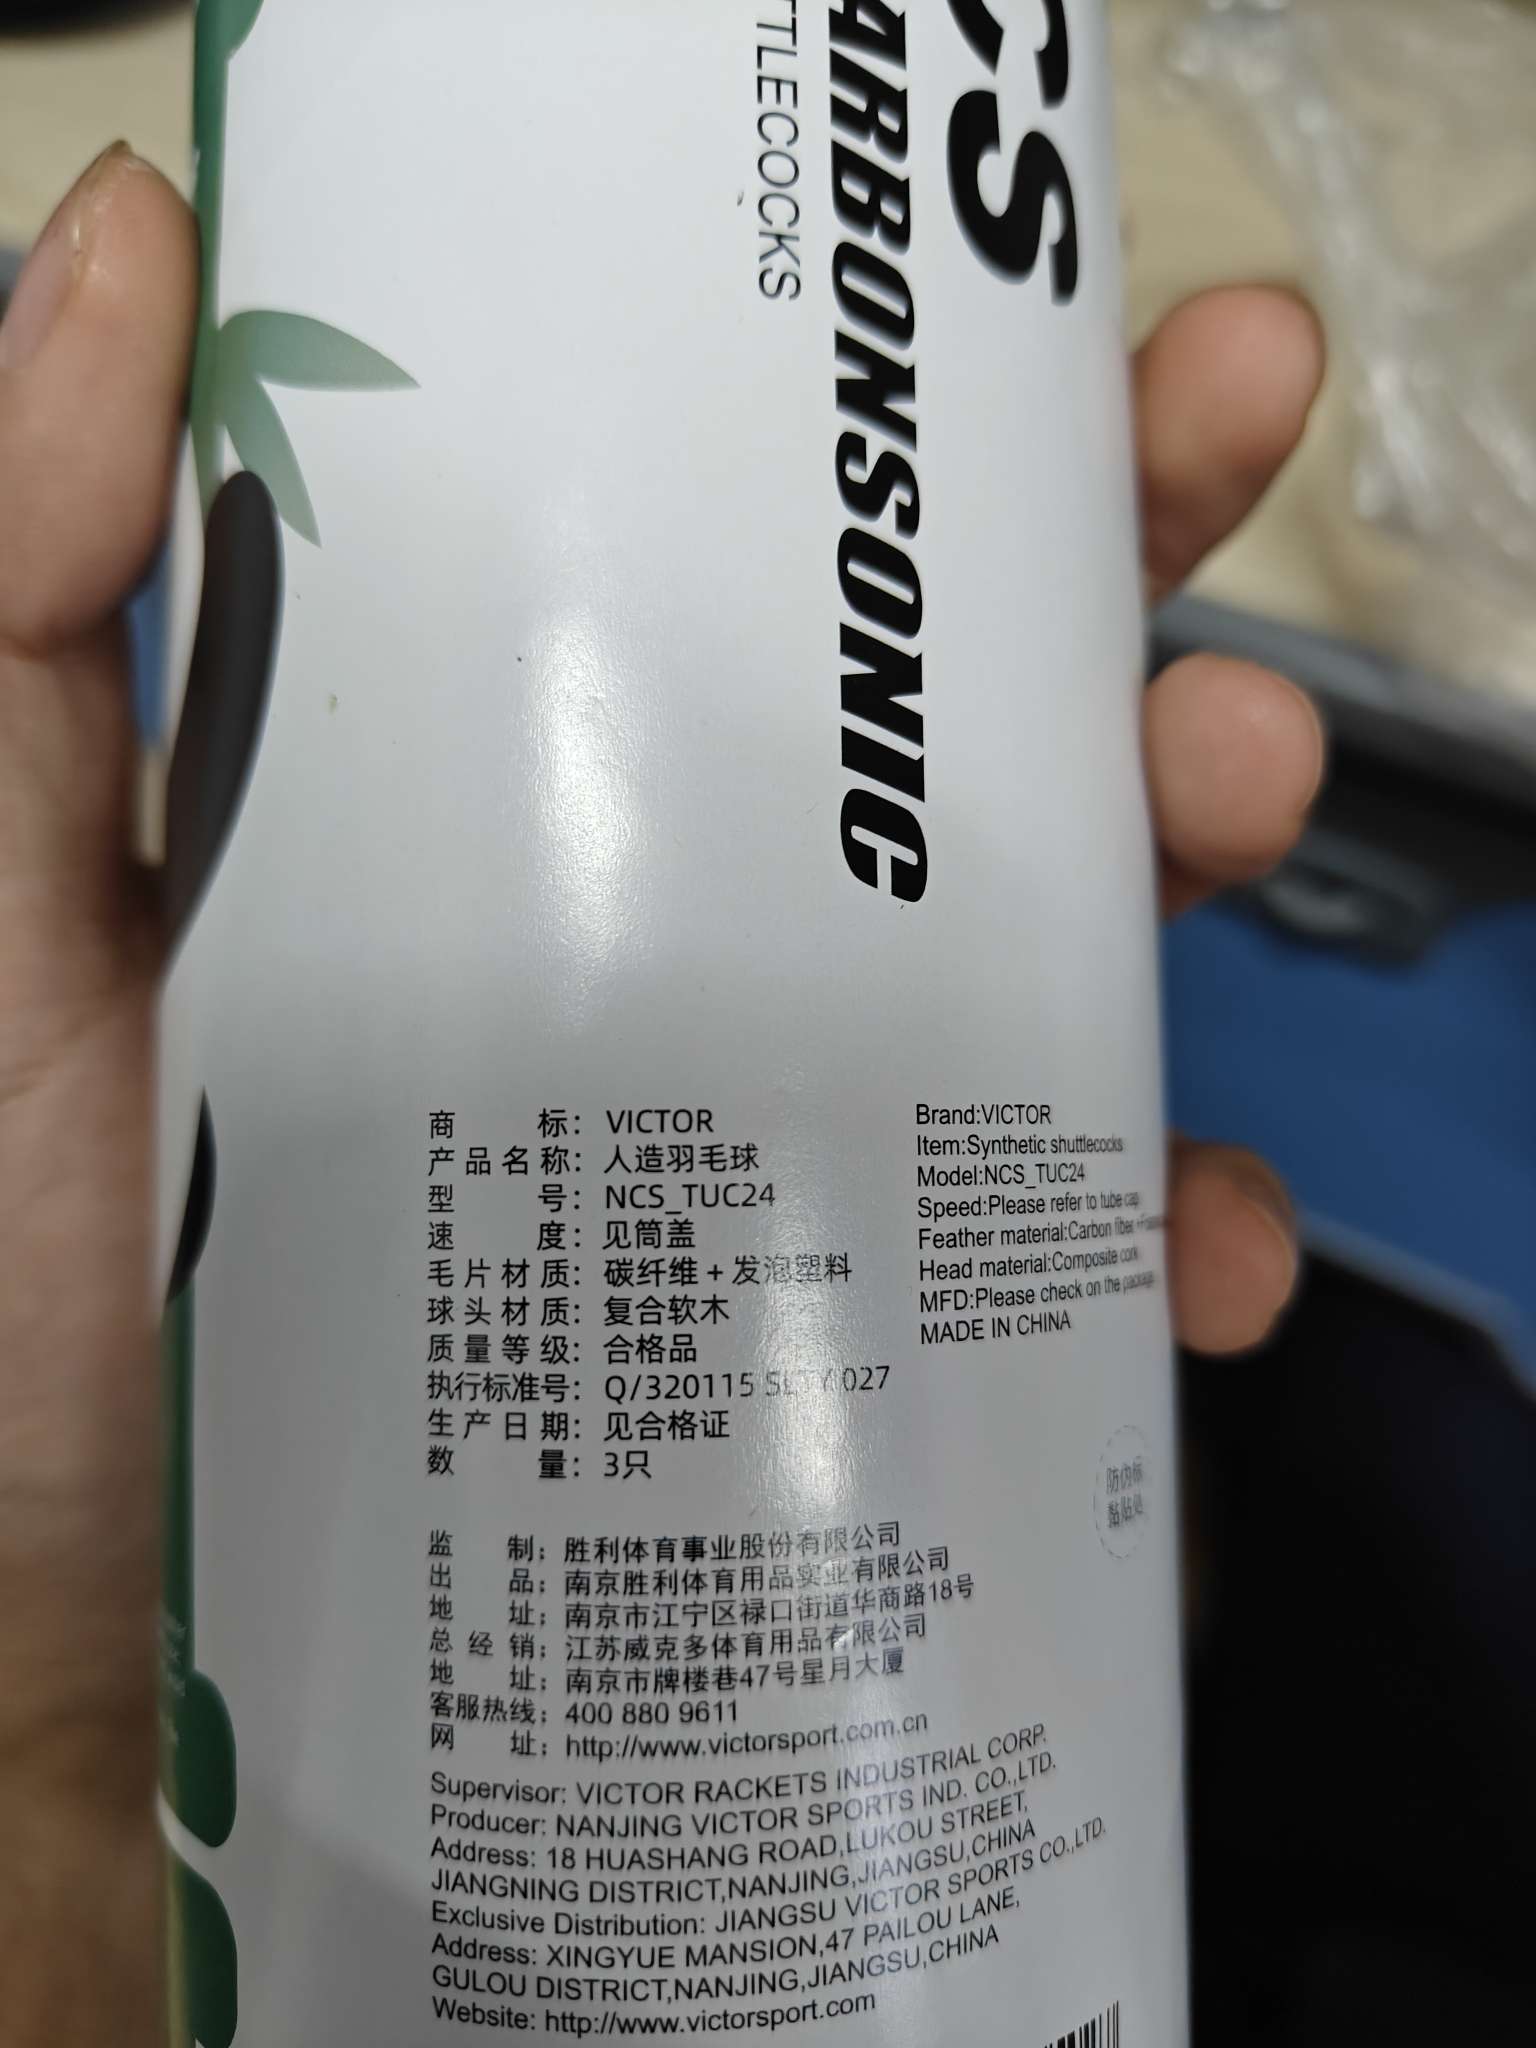 CS
ARBONSONIC
TTLECOCKS
商标：VICTOR
产品名称：人造羽毛球
型号：NCS_TUC24
速度：见筒盖
毛片材质：碳纤维+发泡塑料
球头材质：复合软木
质量等级：合格品
执行标准号：Q/320115 027
生产日期：见合格证
数量：3只
Brand:VICTOR
Item:Synthetic shuttlecocks
Model:NCS_TUC24
Speed:Please refer to tube cap
Feather material:Carbon fiber
Head material:Composite cork
MFD:Please check on the package
MADE IN CHINA
防伪标
黏贴处
监制：胜利体育事业股份有限公司
出品：南京胜利体育用品实业有限公司
地址：南京市江宁区禄口街道华商路18号
总经销：江苏威克多体育用品有限公司
地址：南京市牌楼巷47号星月大厦
客服热线：400 880 9611
网址：http://www.victorsport.com.cn
Supervisor: VICTOR RACKETS INDUSTRIAL CORP.
Producer: NANJING VICTOR SPORTS IND. CO.,LTD.
Address: 18 HUASHANG ROAD,LUKOU STREET,
JIANGNING DISTRICT,NANJING,JIANGSU,CHINA
Exclusive Distribution: JIANGSU VICTOR SPORTS CO.,LTD.
Address: XINGYUE MANSION,47 PAILOU LANE,
GULOU DISTRICT,NANJING,JIANGSU,CHINA
Website: http://www.victorsport.com